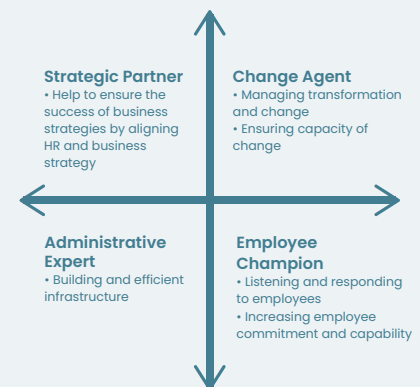 Strategic Partner
• Help to ensure the
success of business
strategies by aligning
HR and business
strategy
Change Agent
• Managing transformation
and change
• Ensuring capacity of
change
Administrative
Expert
• Building and efficient
infrastructure
Employee
Champion
• Listening and responding
to employees
• Increasing employee
commitment and capability